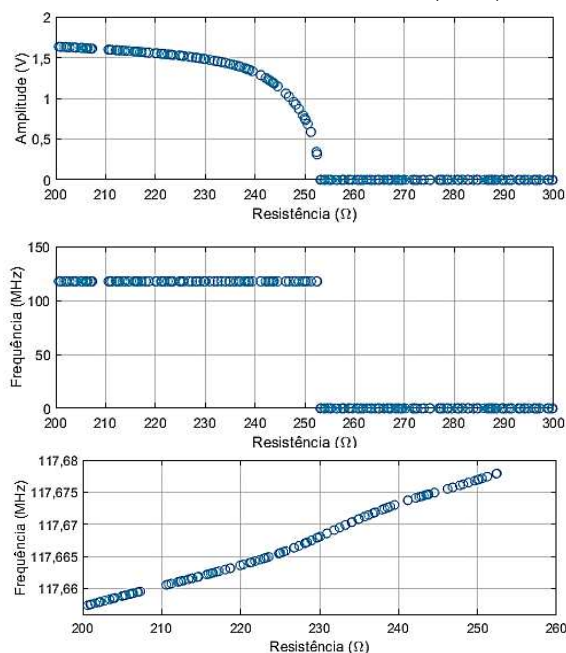 2
1,5
1
0,5
0
Amplitude (V)
200 210 220 230 240 250 260 270 280 290 300
Resistência (Ω)
150
100
50
0
Frequência (MHz)
200 210 220 230 240 250 260 270 280 290 300
Resistência (Ω)
117,68
117,675
117,67
117,665
117,66
Frequência (MHz)
200 210 220 230 240 250 260
Resistência (Ω)